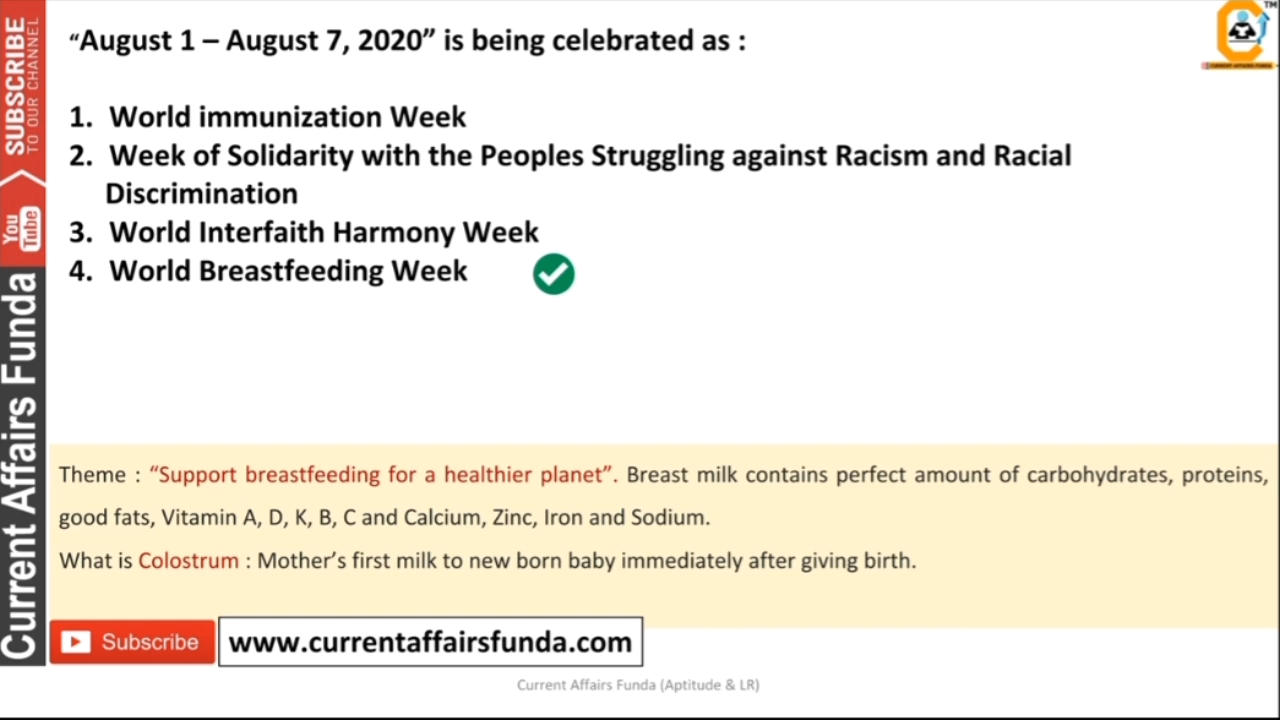 “August 1 – August 7, 2020” is being celebrated as :
1. World immunization Week
2. Week of Solidarity with the Peoples Struggling against Racism and Racial
Discrimination
3. World Interfaith Harmony Week
4. World Breastfeeding Week
Theme : “Support breastfeeding for a healthier planet”. Breast milk contains perfect amount of carbohydrates, proteins,
good fats, Vitamin A, D, K, B, C and Calcium, Zinc, Iron and Sodium.
What is Colostrum : Mother’s first milk to new born baby immediately after giving birth.
Subscribe
www.currentaffairsfunda.com
Current Affairs Funda (Aptitude & LR)
SUBSCRIBE
TO OUR CHANNEL
You
Tube
Current Affairs Funda
TM
CURRENT AFFAIRS FUNDA